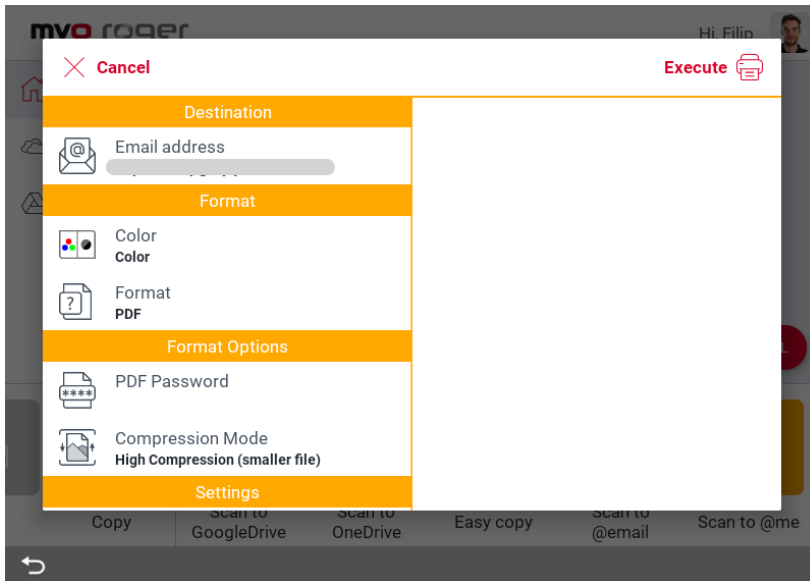 myq roger
Hi, Filip
Cancel
Execute
Destination
@
Email address
Format
Color
Color
?
Format
PDF
Format Options
****
PDF Password
Compression Mode
High Compression (smaller file)
Settings
L
Copy
Scan to
GoogleDrive
Scan to
OneDrive
Easy copy
Scan to
@email
Scan to @me